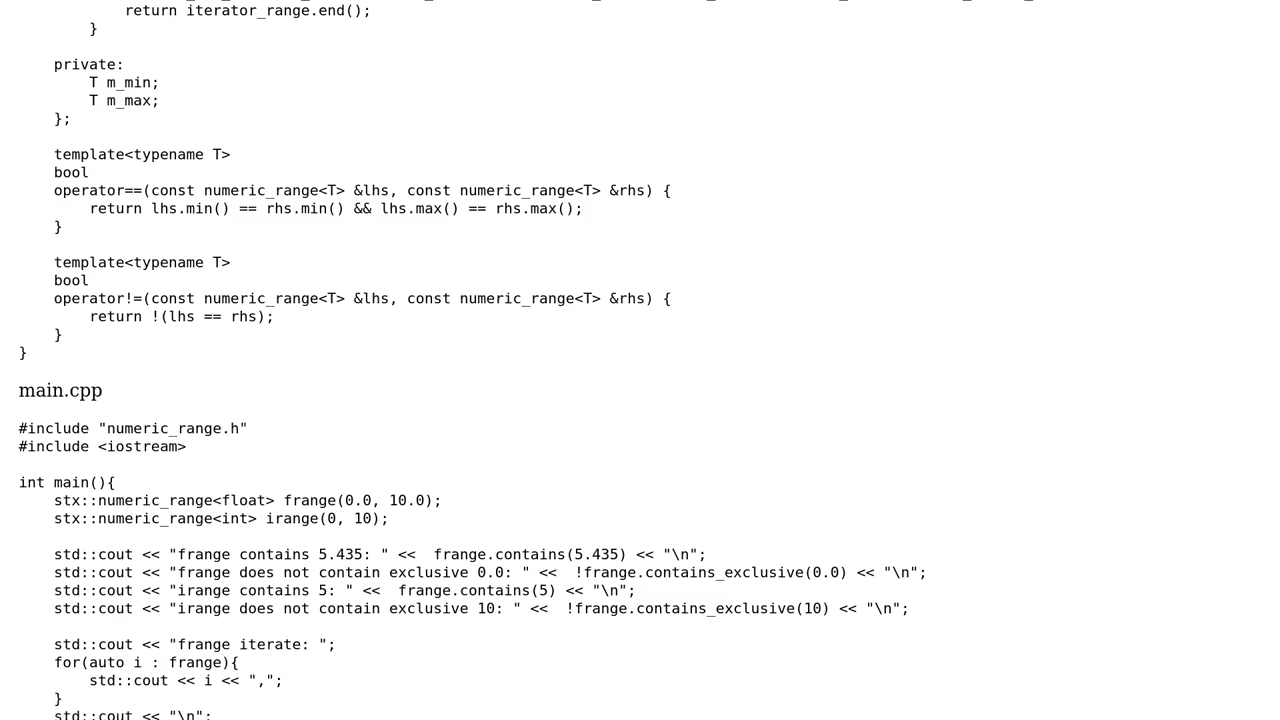 return iterator_range.end();
        }

    private:
        T m_min;
        T m_max;
    };

    template<typename T>
    bool
    operator==(const numeric_range<T> &lhs, const numeric_range<T> &rhs) {
        return lhs.min() == rhs.min() && lhs.max() == rhs.max();
    }

    template<typename T>
    bool
    operator!=(const numeric_range<T> &lhs, const numeric_range<T> &rhs) {
        return !(lhs == rhs);
    }
}
main.cpp
#include "numeric_range.h"
#include <iostream>

int main(){
    stx::numeric_range<float> frange(0.0, 10.0);
    stx::numeric_range<int> irange(0, 10);

    std::cout << "frange contains 5.435: " <<  frange.contains(5.435) << "\n";
    std::cout << "frange does not contain exclusive 0.0: " <<  !frange.contains_exclusive(0.0) << "\n";
    std::cout << "irange contains 5: " <<  frange.contains(5) << "\n";
    std::cout << "irange does not contain exclusive 10: " <<  !frange.contains_exclusive(10) << "\n";

    std::cout << "frange iterate: ";
    for(auto i : frange){
        std::cout << i << ",";
    }
    std::cout << "\n";